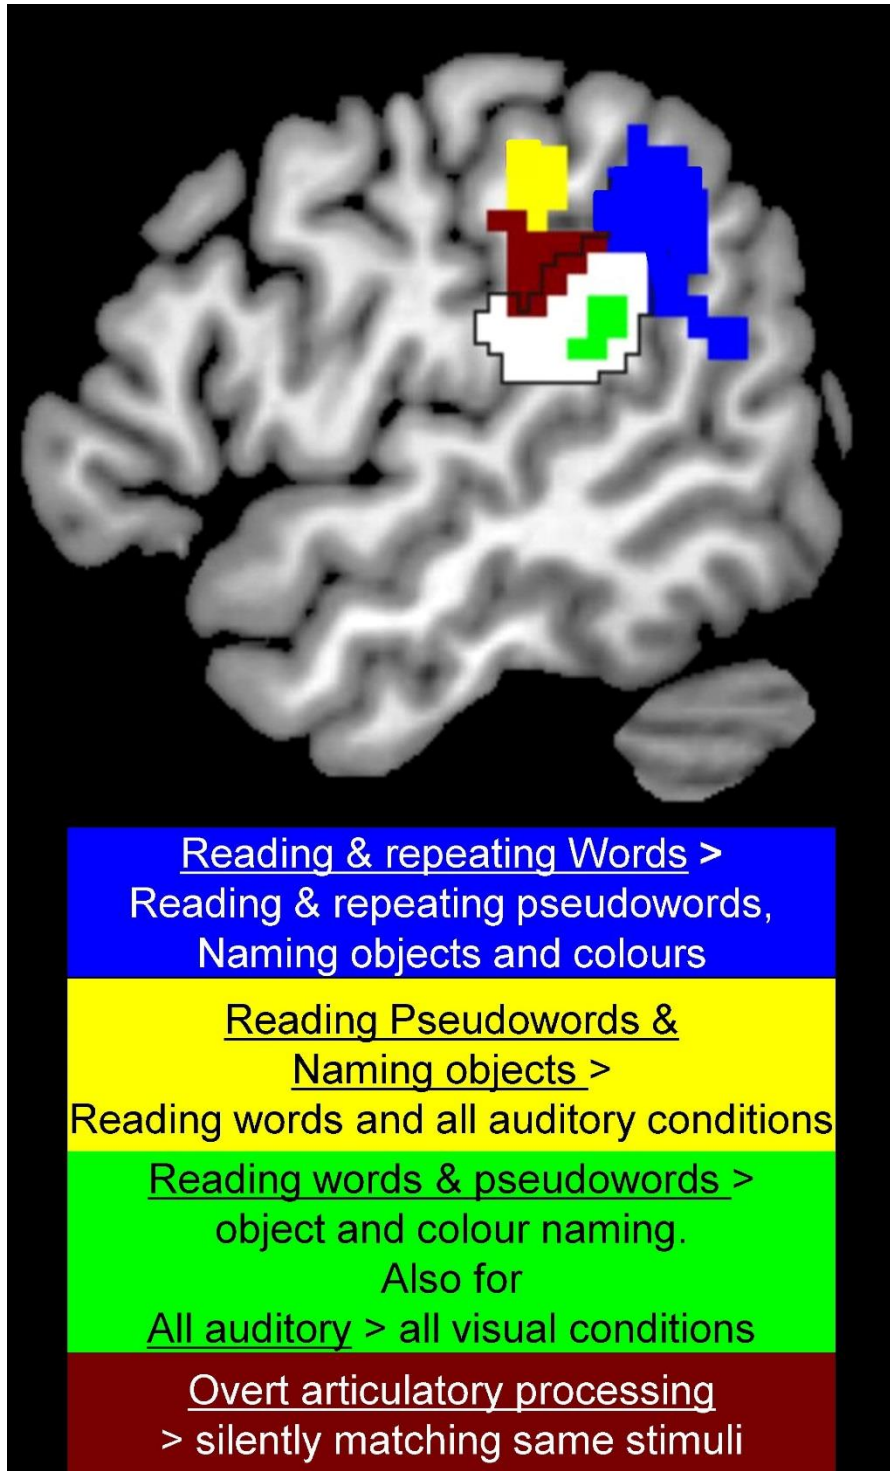 Reading & repeating Words >
Reading & repeating pseudowords,
Naming objects and colours
Reading Pseudowords &
Naming objects >
Reading words and all auditory conditions
Reading words & pseudowords >
object and colour naming.
Also for
All auditory > all visual conditions
Overt articulatory processing
> silently matching same stimuli